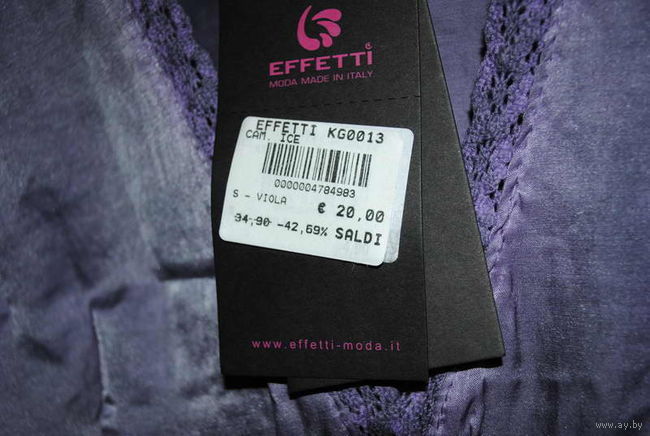 EFFETTI
MODA MADE IN ITALY
EFFETTI KG0013
CAM. ICE
0000004784983
S - VIOLA
€ 20,00
34,90 -42,69% SALDI
www.effetti-moda.it
www.ay.by